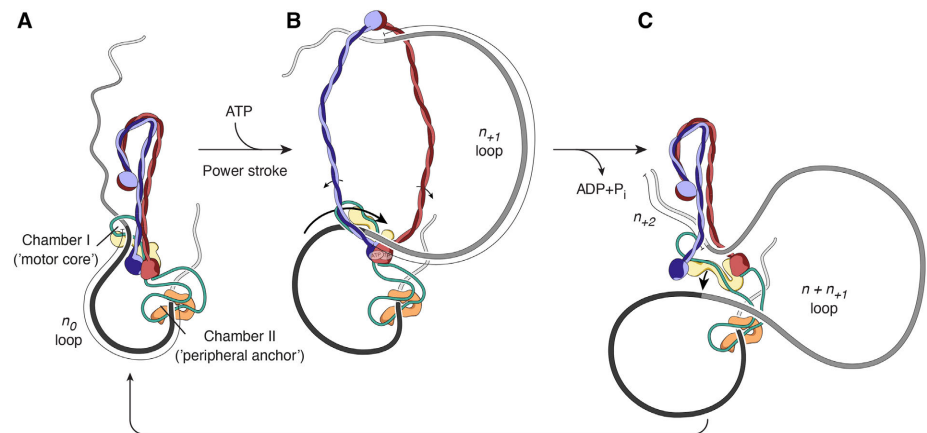 A
B
C
ATP
Power stroke
n+1
loop
ADP+Pi
n+2
Chamber I
('motor core')
n + n+1
loop
n0
loop
Chamber II
('peripheral anchor')